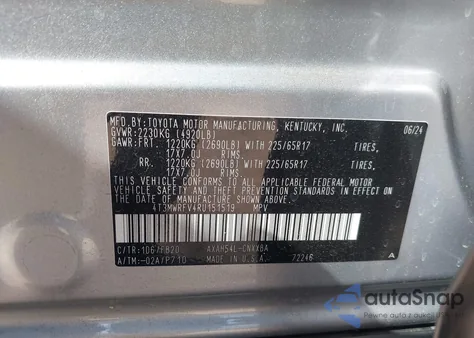 MFD.BY:TOYOTA MOTOR MANUFACTURING, KENTUCKY, INC. 06/24
GVWR:2230KG (4920LB)
GAWR:FRT. 1220KG (2690LB) WITH 225/65R17 TIRES,
17X7.0J RIMS.
RR. 1220KG (2690LB) WITH 225/65R17 TIRES,
17X7.0J RIMS.
THIS VEHICLE CONFORMS TO ALL APPLICABLE FEDERAL MOTOR
VEHICLE SAFETY AND THEFT PREVENTION STANDARDS IN EFFECT ON THE DATE OF
MANUFACTURE SHOWN ABOVE.
4T3MWRFV4RU151519 MPV
C/TR:1D6/FB20 AXAH54L-CNXXBA
A/TM:-02A/P710 72246 A
autoSnap